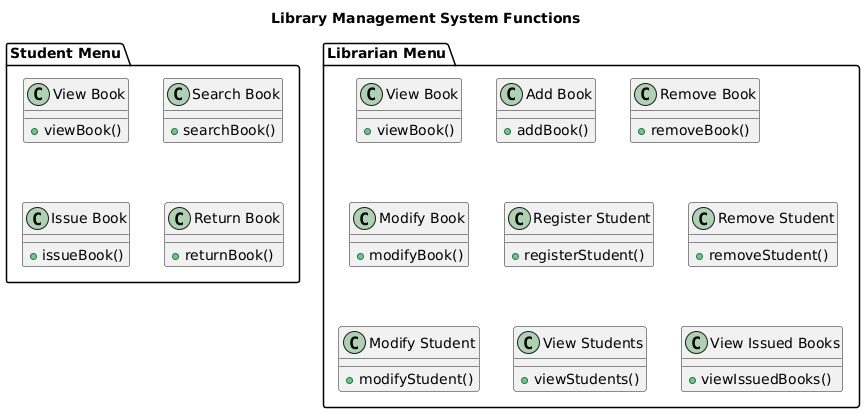 Library Management System Functions
Student Menu
C View Book
viewBook()
C Search Book
searchBook()
C Issue Book
issueBook()
C Return Book
returnBook()
Librarian Menu
C View Book
viewBook()
C Add Book
addBook()
C Remove Book
removeBook()
C Modify Book
modifyBook()
C Register Student
registerStudent()
C Remove Student
removeStudent()
C Modify Student
modifyStudent()
C View Students
viewStudents()
C View Issued Books
viewIssuedBooks()